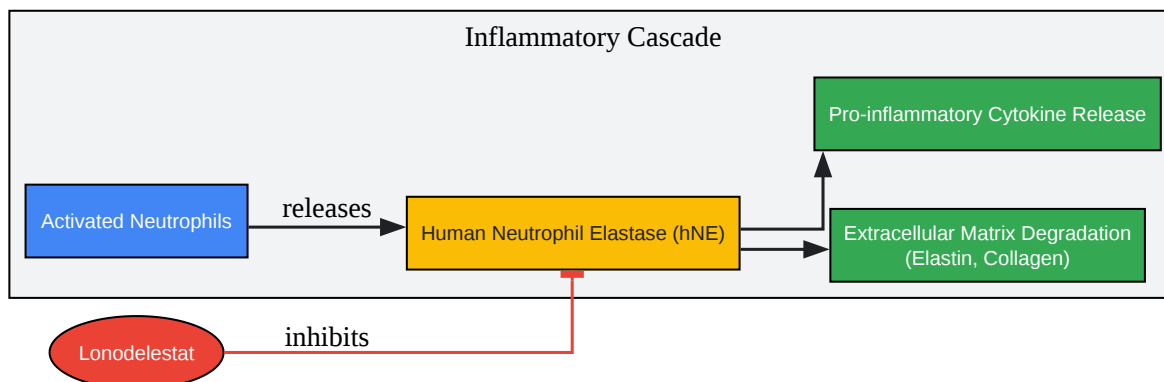 Inflammatory Cascade
Pro-inflammatory Cytokine Release
Activated Neutrophils
releases
Human Neutrophil Elastase (hNE)
Extracellular Matrix Degradation
(Elastin, Collagen)
Lonodelestat
inhibits